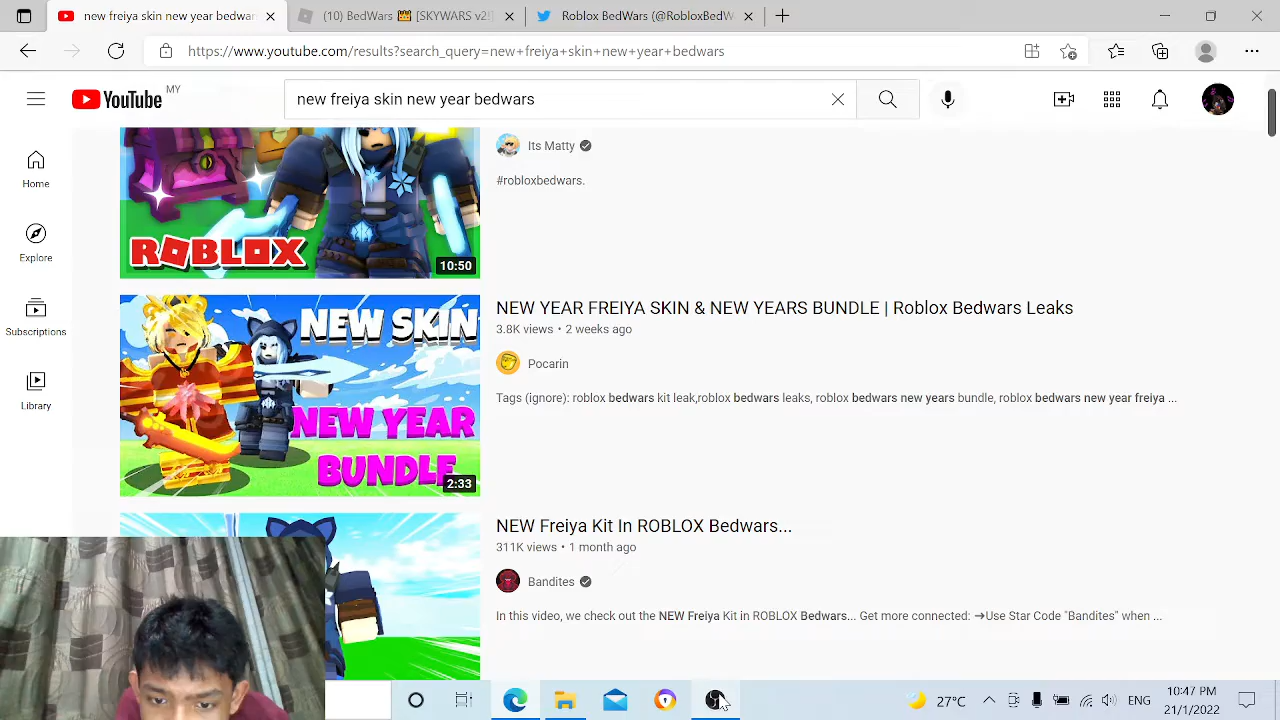 new freiya skin new year bedwar
(10) BedWars 👑 [SKYWARS v2!]
Roblox BedWars (@RobloxBedW
https://www.youtube.com/results?search_query=new+freiya+skin+new+year+bedwars
YouTube MY
new freiya skin new year bedwars
Home
Explore
Subscriptions
Library
ROBLOX
10:50
Its Matty
#robloxbedwars.
NEW SKIN
NEW YEAR
BUNDLE
2:33
NEW YEAR FREIYA SKIN & NEW YEARS BUNDLE | Roblox Bedwars Leaks
3.8K views • 2 weeks ago
Pocarin
Tags (ignore): roblox bedwars kit leak,roblox bedwars leaks, roblox bedwars new years bundle, roblox bedwars new year freiya ...
NEW Freiya Kit In ROBLOX Bedwars...
311K views • 1 month ago
Bandites
In this video, we check out the NEW Freiya Kit in ROBLOX Bedwars... Get more connected: ➔Use Star Code "Bandites" when ...
27°C
ENG
10:47 PM
21/1/2022